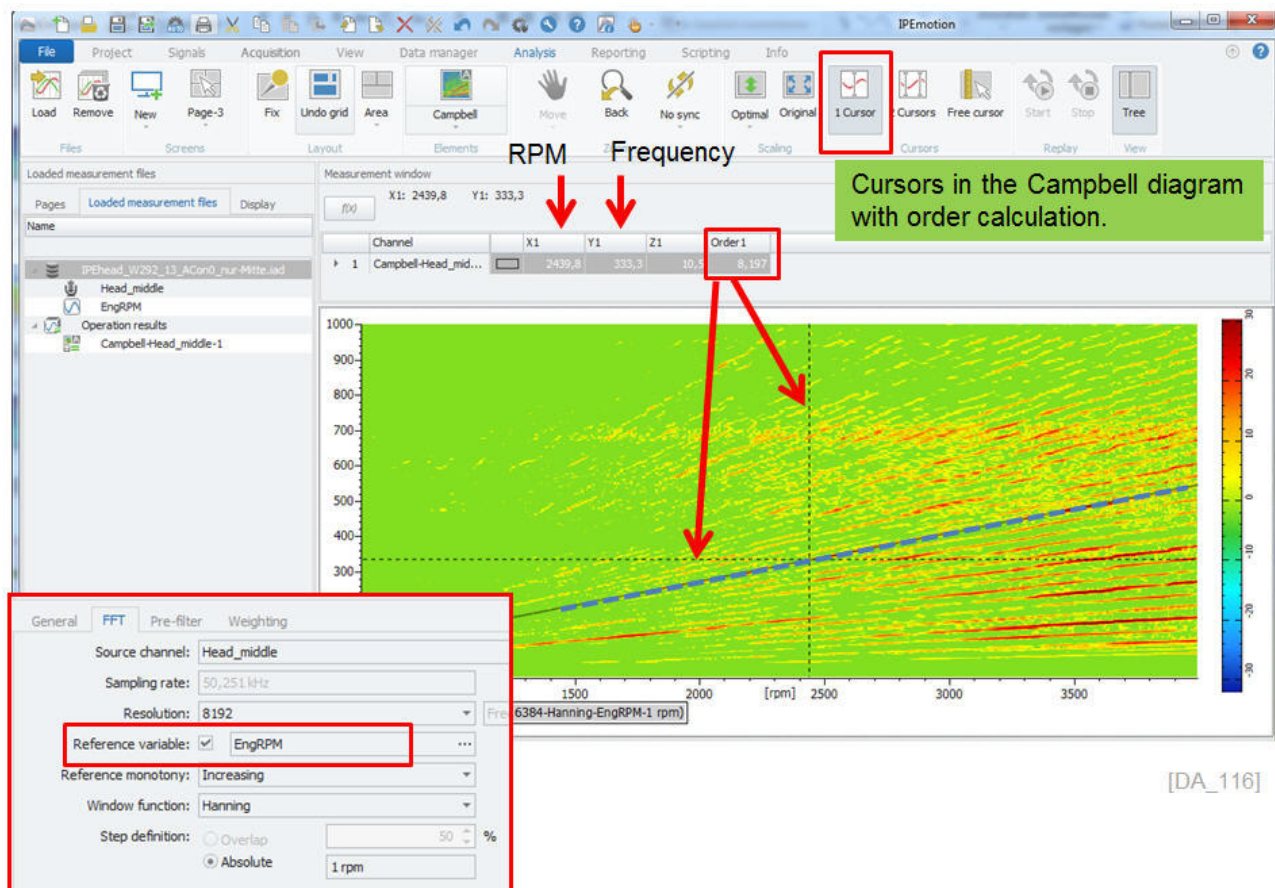 IPEmotion
File Project Signals Acquisition View Data manager Analysis Reporting Scripting Info
Load Remove New Page-3 Fix Undo grid Area Campbell Move Back No sync Optimal Original 1 Cursor 2 Cursors Free cursor Start Stop Tree
Files Screens Layout Elements Scaling Cursors Replay View
RPM Frequency
Cursors in the Campbell diagram
with order calculation.
Loaded measurement files
Pages Loaded measurement files Display
Name
IPEhead_W292_13_ACon0_nur-Mitte.iad
Head_middle
EngRPM
Operation results
Campbell-Head_middle-1
Measurement window
f(x) X1: 2439,8 Y1: 333,3
Channel X1 Y1 Z1 Order1
1 Campbell-Head_mid... 2439,8 333,3 10,5 8,197
1000
900
800
700
600
500
400
300
30
20
10
0
-10
-20
-30
1500 2000 [rpm] 2500 3000 3500
6384-Hanning-EngRPM-1 rpm)
General FFT Pre-filter Weighting
Source channel: Head_middle
Sampling rate: 50,251 kHz
Resolution: 8192
Reference variable: EngRPM ...
Reference monotony: Increasing
Window function: Hanning
Step definition: Overlap 50 %
Absolute 1 rpm
[DA_116]